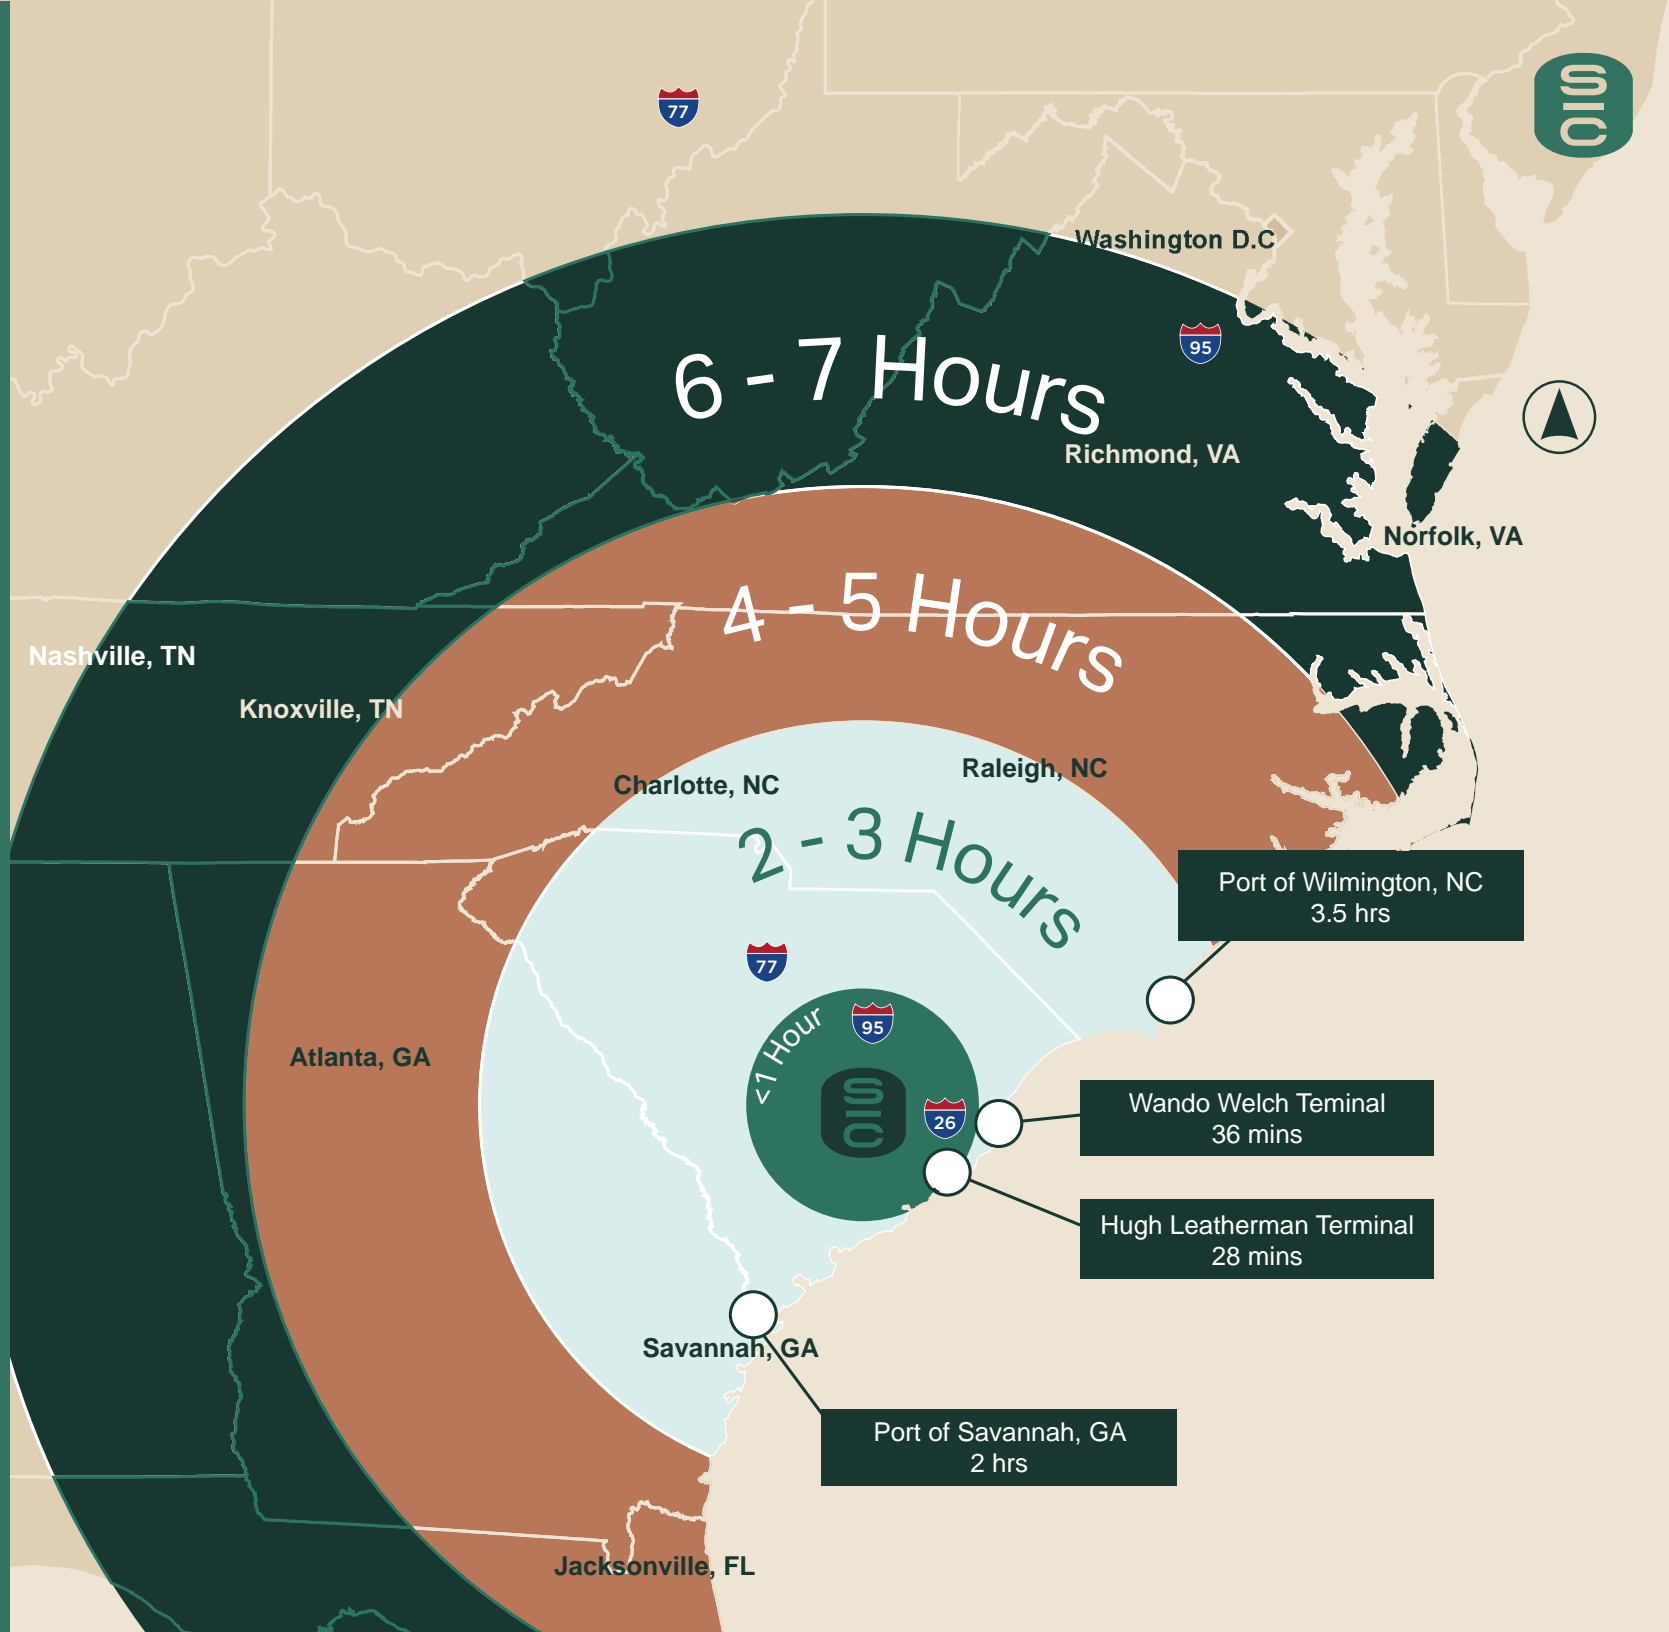 77
SIC
Washington D.C
95
6 - 7 Hours
Richmond, VA
Norfolk, VA
4 - 5 Hours
Nashville, TN
Knoxville, TN
Raleigh, NC
Charlotte, NC
2 - 3 Hours
Port of Wilmington, NC
3.5 hrs
77
<1 Hour
95
Atlanta, GA
SIC
26
Wando Welch Teminal
36 mins
Hugh Leatherman Terminal
28 mins
Savannah, GA
Port of Savannah, GA
2 hrs
Jacksonville, FL